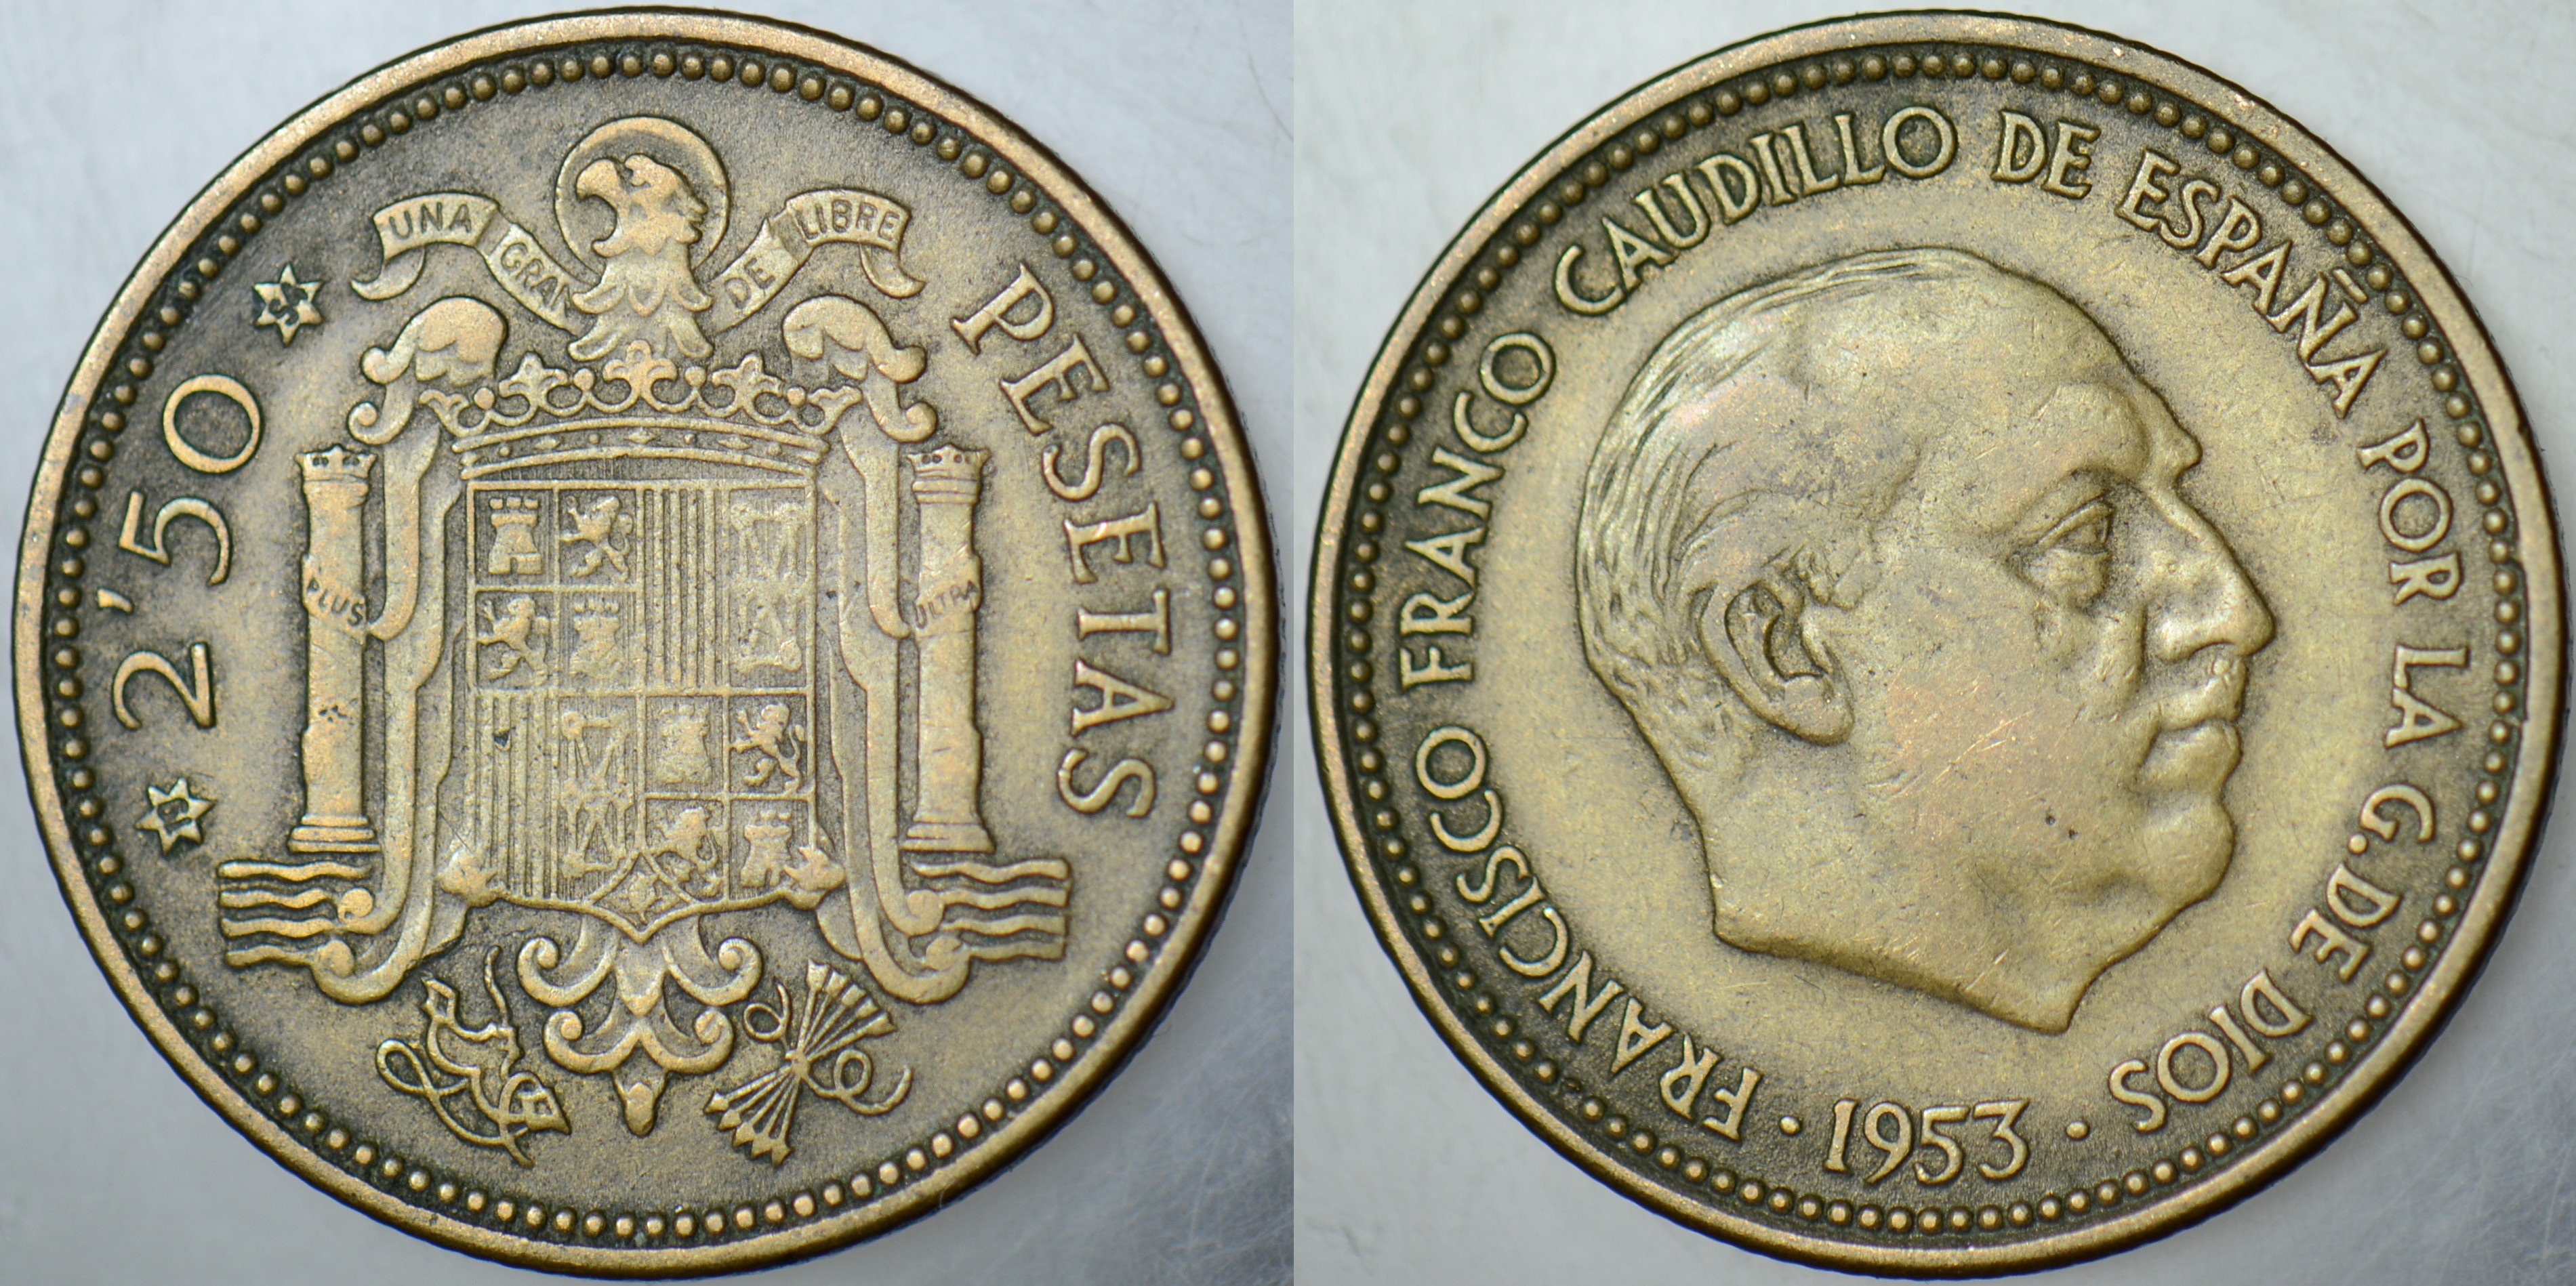 UNA GRANDE LIBRE
2'50 PESETAS
PLUS ULTRA
FRANCISCO FRANCO CAUDILLO DE ESPAÑA POR LA G. DE DIOS
· 1953 ·